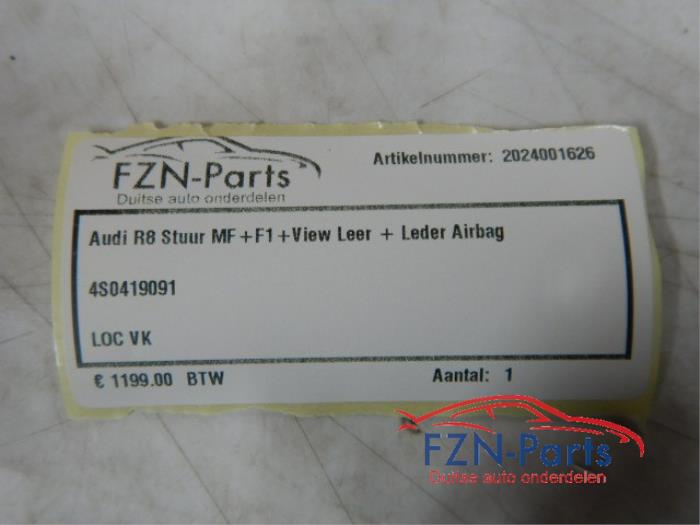 FZN-Parts
Duitse auto onderdelen
Artikelnummer: 2024001626
Audi R8 Stuur MF+F1+View Leer + Leder Airbag
4S0419091
LOC VK
€ 1199.00 BTW
Aantal: 1
FZN-Parts
Duitse auto onderdelen